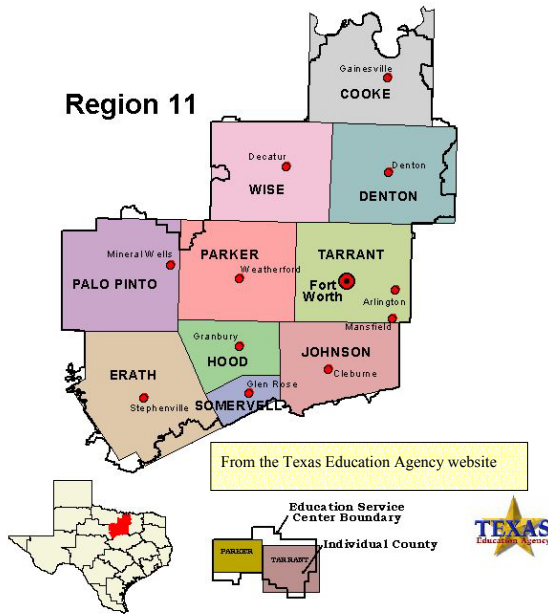 Gainesville
COOKE
Region 11
Decatur
WISE
Denton
DENTON
Mineral Wells
PALO PINTO
PARKER
Weatherford
TARRANT
Fort
Worth
Arlington
Mansfield
Granbury
HOOD
JOHNSON
Cleburne
ERATH
Stephenville
Glen Rose
SOMERVELL
From the Texas Education Agency website
Education Service
Center Boundary
Individual County
PARKER
TARRANT
TEXAS
Education Agency